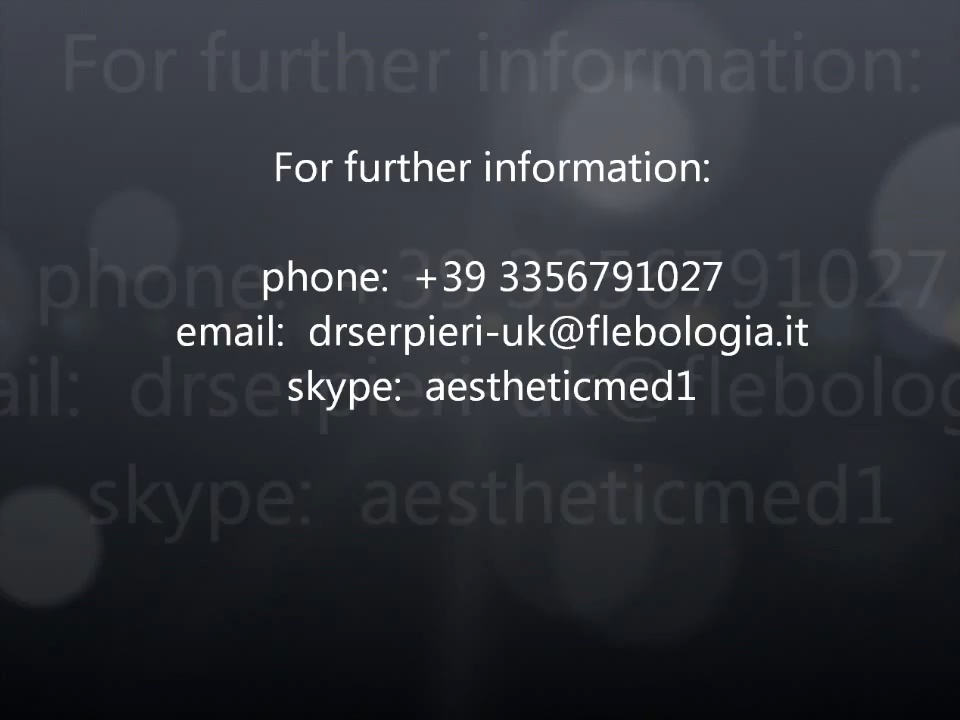 For further information:
phone: +39 3356791027
email: drserpieri-uk@flebologia.it
skype: aestheticmed1